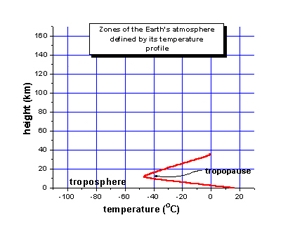 Zones of the Earth's atmosphere
defined by its temperature
profile
height (km)
160
140
120
100
80
60
40
20
0
tropopause
troposphere
-100 -80 -60 -40 -20 0 20
temperature (°C)